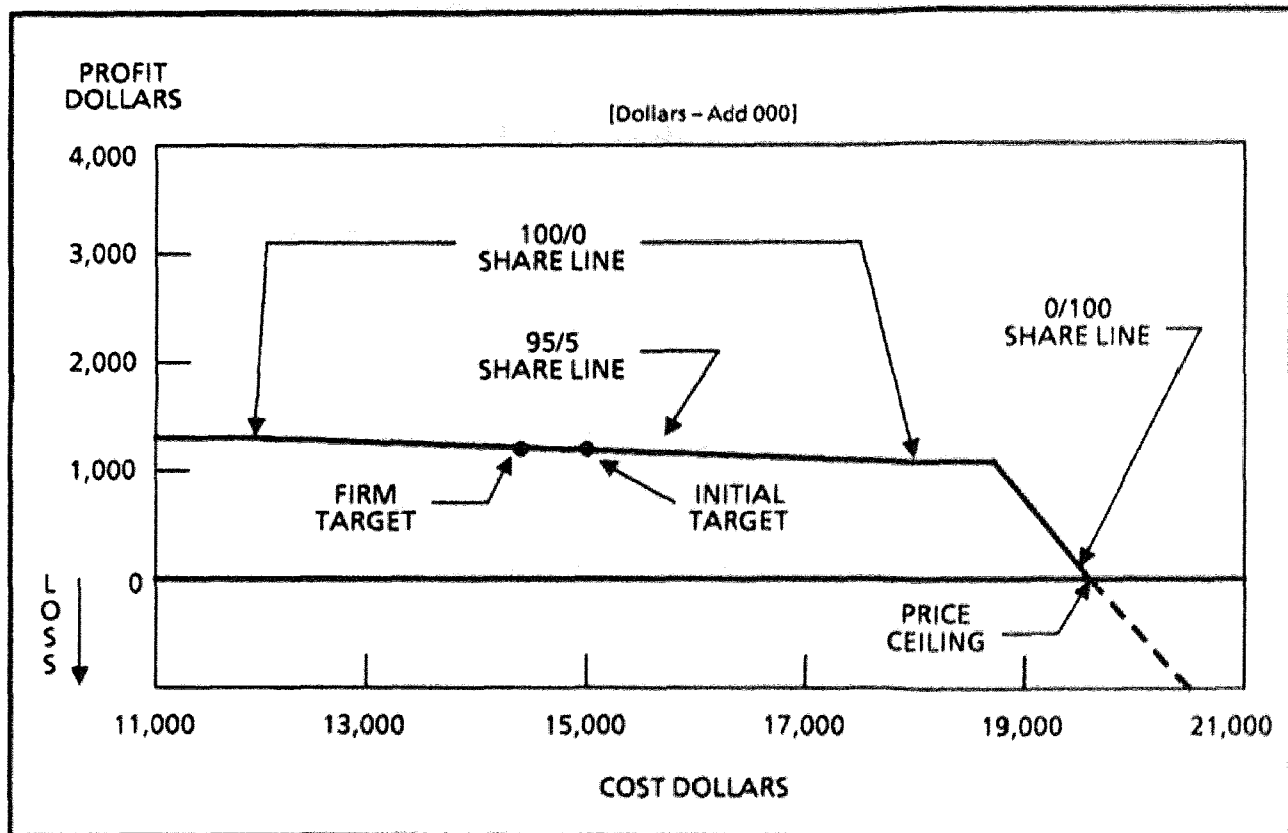 PROFIT
DOLLARS
[Dollars – Add 000]
4,000
3,000
2,000
1,000
0
100/0
SHARE LINE
95/5
SHARE LINE
0/100
SHARE LINE
FIRM
TARGET
INITIAL
TARGET
PRICE
CEILING
L
O
S
S
11,000
13,000
15,000
17,000
19,000
21,000
COST DOLLARS